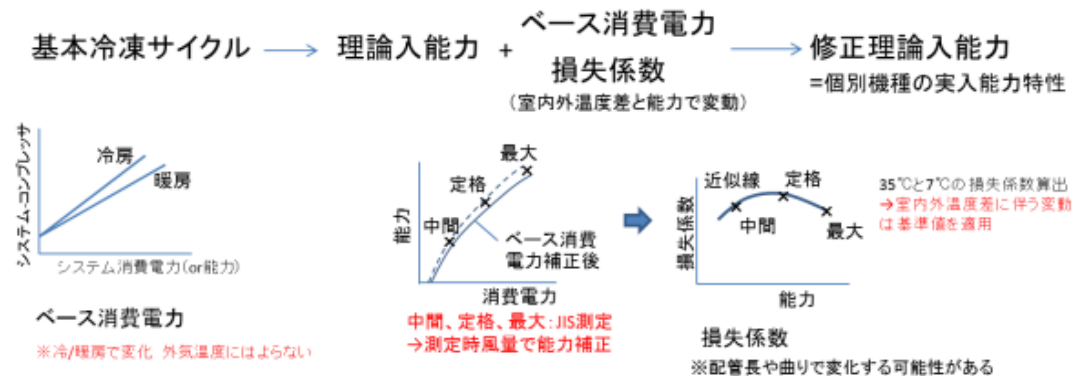 基本冷凍サイクル → 理論入能力 + ベース消費電力 → 修正理論入能力
損失係数
(室内外温度差と能力で変動)
=個別機種の実入能力特性
システム-コンプレッサ
冷房
暖房
システム消費電力(or能力)
ベース消費電力
※冷/暖房で変化 外気温度にはよらない
能力
中間
定格
最大
ベース消費
電力補正後
消費電力
中間、定格、最大:JIS測定
→測定時風量で能力補正
損失係数
近似線
定格
中間
最大
能力
35℃と7℃の損失係数算出
→室内外温度差に伴う変動
は基準値を適用
損失係数
※配管長や曲りで変化する可能性がある